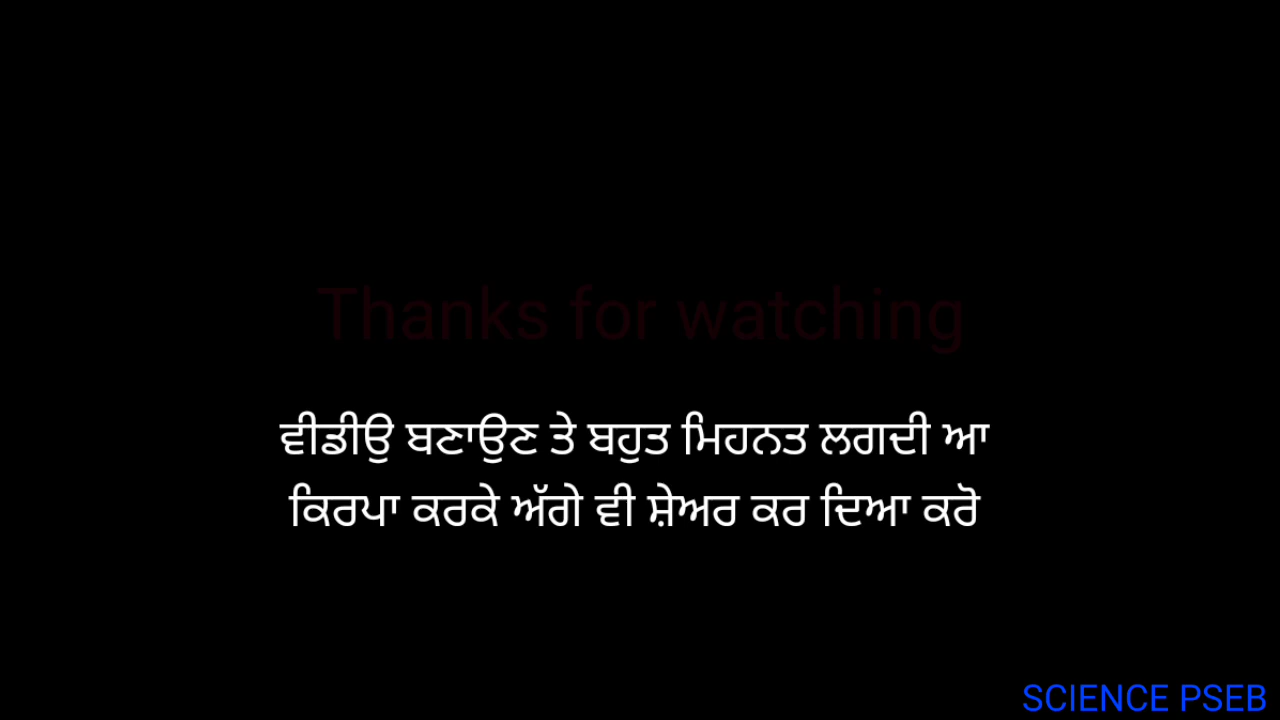 Thanks for watching
ਵੀਡੀਉ ਬਣਾਉਣ ਤੇ ਬਹੁਤ ਮਿਹਨਤ ਲਗਦੀ ਆ
ਕਿਰਪਾ ਕਰਕੇ ਅੱਗੇ ਵੀ ਸ਼ੇਅਰ ਕਰ ਦਿਆ ਕਰੋ
SCIENCE PSEB